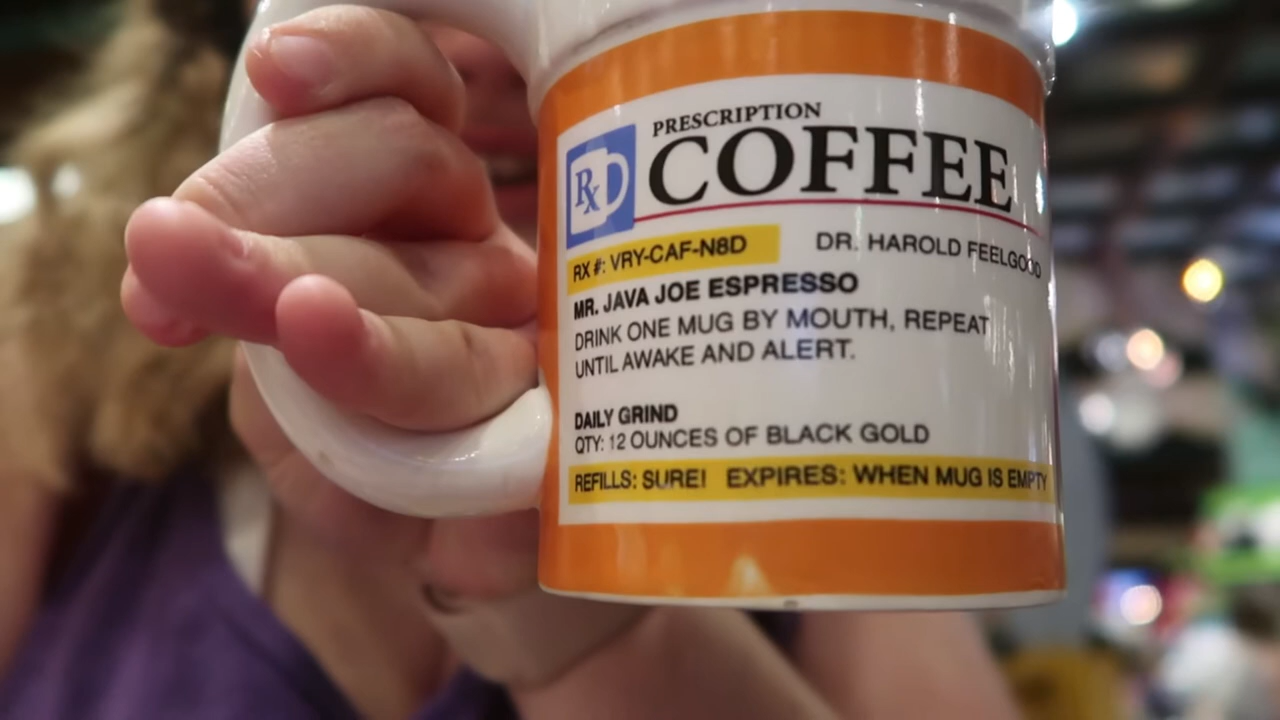 PRESCRIPTION
COFFEE
Rx
RX #: VRY-CAF-N8D DR. HAROLD FEELGOOD
MR. JAVA JOE ESPRESSO
DRINK ONE MUG BY MOUTH, REPEAT
UNTIL AWAKE AND ALERT.
DAILY GRIND
QTY: 12 OUNCES OF BLACK GOLD
REFILLS: SURE! EXPIRES: WHEN MUG IS EMPTY